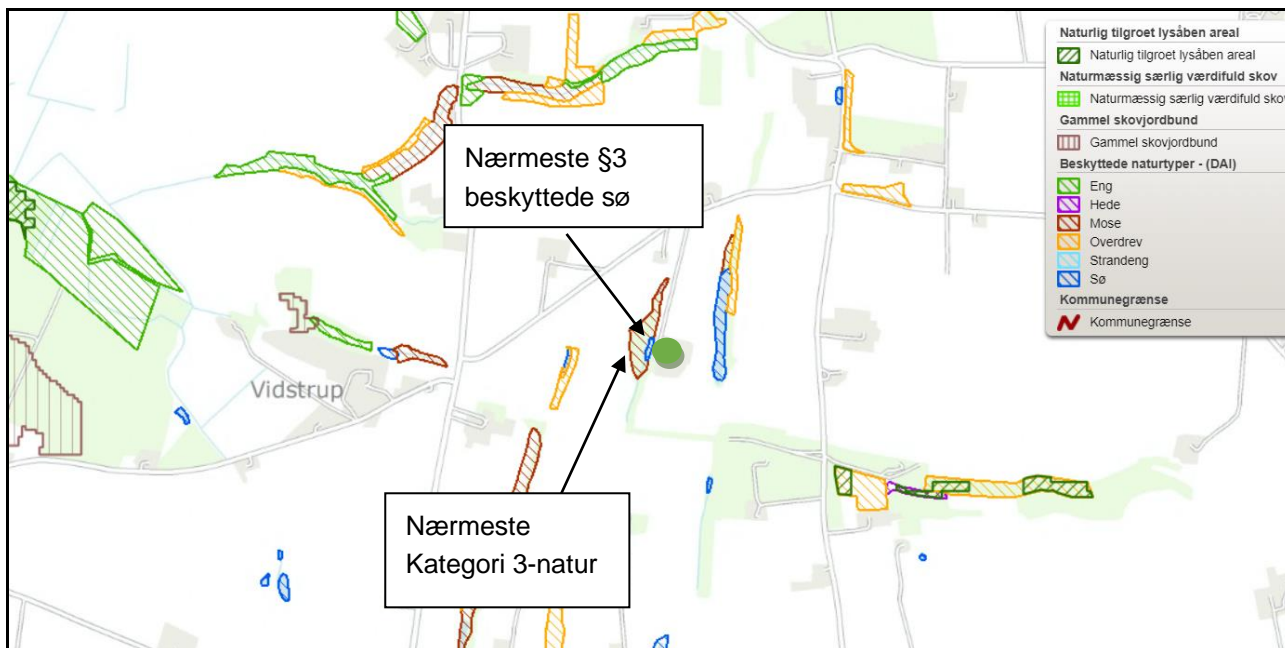 Naturlig tilgroet lysåben areal
Naturlig tilgroet lysåben areal
Naturmæssig særlig værdifuld skov
Naturmæssig særlig værdifuld sko
Gammel skovjordbund
Gammel skovjordbund
Beskyttede naturtyper - (DAI)
Eng
Hede
Mose
Overdrev
Strandeng
Sø
Kommunegrænse
Kommunegrænse
Nærmeste §3
beskyttede sø
Vidstrup
Nærmeste
Kategori 3-natur